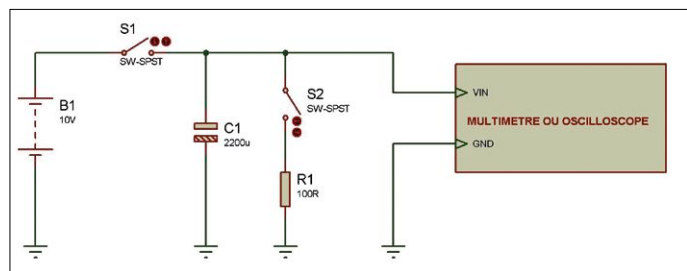 S1
SW-SPST
B1
10V
C1
2200u
S2
SW-SPST
R1
100R
VIN
MULTIMETRE OU OSCILLOSCOPE
GND